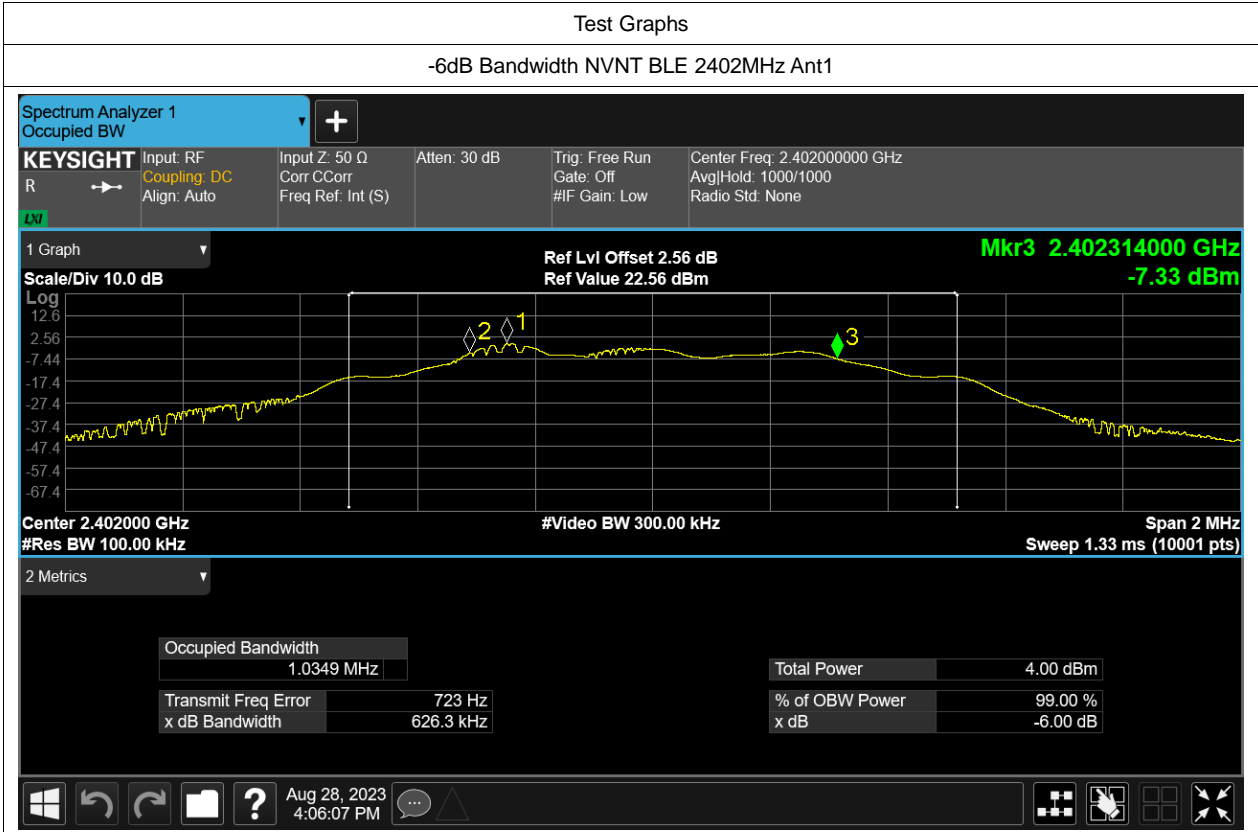 Test Graphs
-6dB Bandwidth NVNT BLE 2402MHz Ant1
Spectrum Analyzer 1
Occupied BW
KEYSIGHT
R
LXI
Input: RF
Coupling: DC
Align: Auto
Input Z: 50 Ω
Corr CCorr
Freq Ref: Int (S)
Atten: 30 dB
Trig: Free Run
Gate: Off
#IF Gain: Low
Center Freq: 2.402000000 GHz
Avg|Hold: 1000/1000
Radio Std: None
1 Graph
Scale/Div 10.0 dB
Ref Lvl Offset 2.56 dB
Ref Value 22.56 dBm
Mkr3 2.402314000 GHz
-7.33 dBm
Log
12.6
2.56
-7.44
-17.4
-27.4
-37.4
-47.4
-57.4
-67.4
2
1
3
Center 2.402000 GHz
#Res BW 100.00 kHz
#Video BW 300.00 kHz
Span 2 MHz
Sweep 1.33 ms (10001 pts)
2 Metrics
Occupied Bandwidth
1.0349 MHz
Transmit Freq Error 723 Hz
x dB Bandwidth 626.3 kHz
Total Power 4.00 dBm
% of OBW Power 99.00 %
x dB -6.00 dB
?
Aug 28, 2023
4:06:07 PM